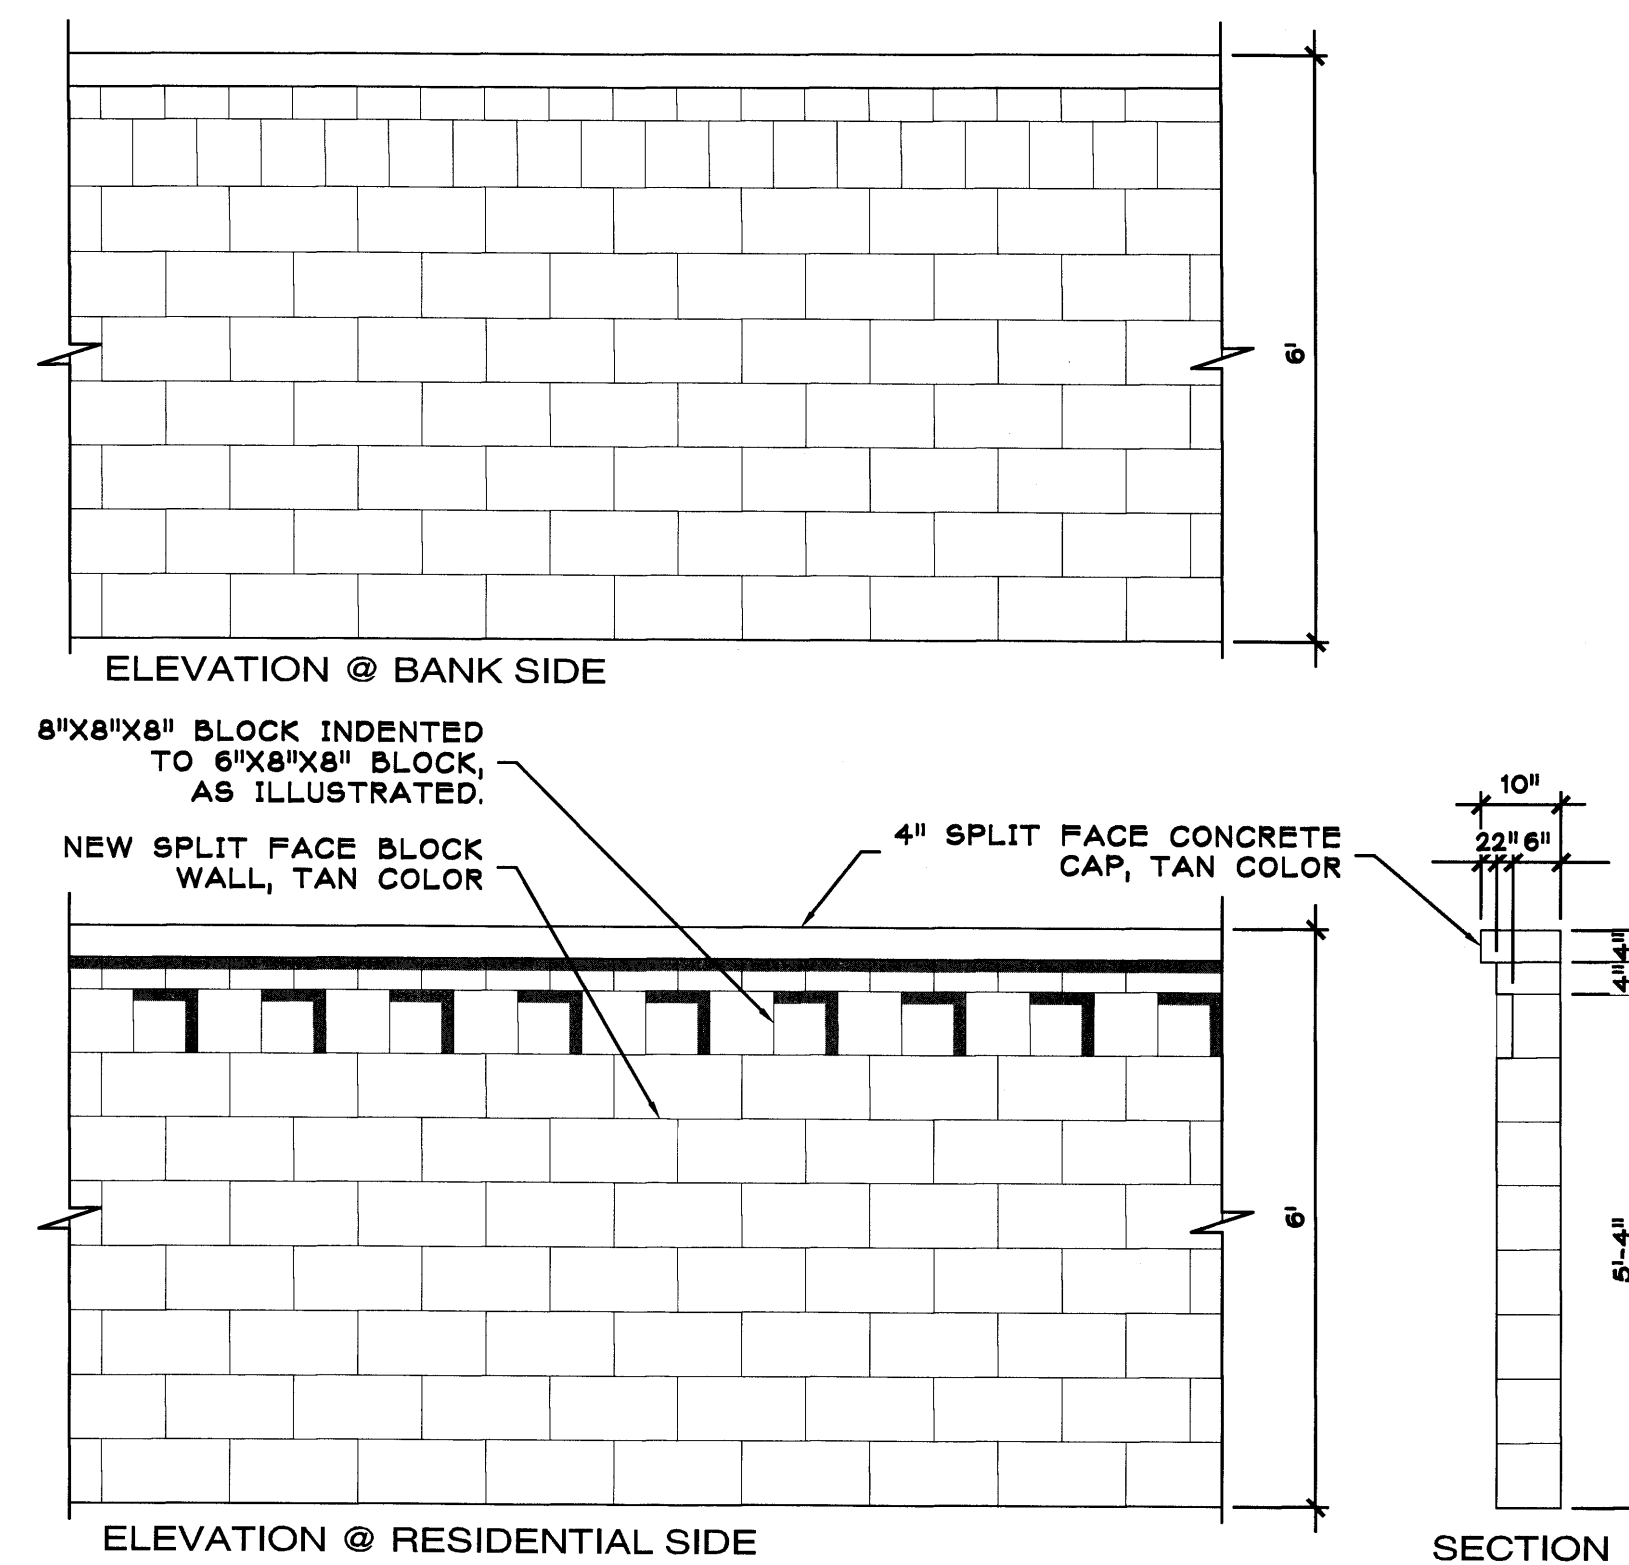 6'
ELEVATION @ BANK SIDE
8"X8"X8" BLOCK INDENTED
TO 6"X8"X8" BLOCK,
AS ILLUSTRATED.
NEW SPLIT FACE BLOCK
WALL, TAN COLOR
4" SPLIT FACE CONCRETE
CAP, TAN COLOR
10"
2 2" 6"
4"
4"
6'
5'-4"
ELEVATION @ RESIDENTIAL SIDE
SECTION